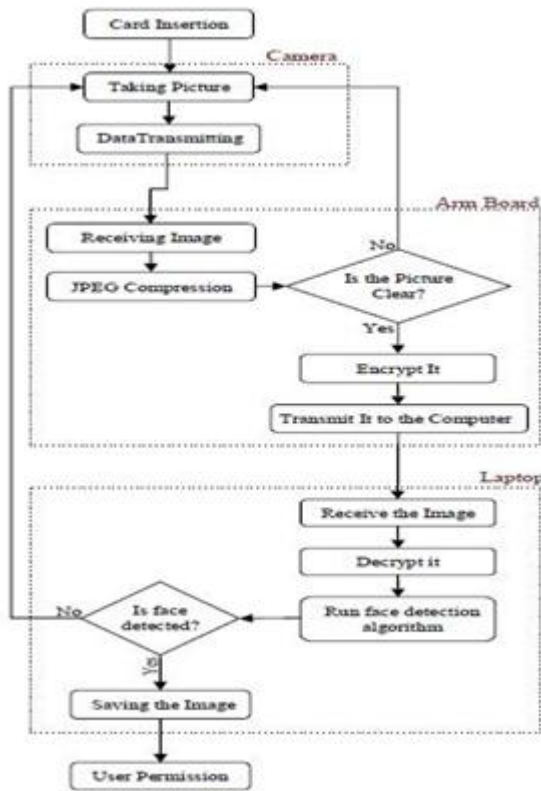 Card Insertion
Camera
Taking Picture
DataTransmitting
Arm Board
Receiving Image
No
JPEG Compression
Is the Picture
Clear?
Yes
Encrypt It
Transmit It to the Computer
Laptop
Receive the Image
Decrypt it
Run face detection
algorithm
Is face
detected?
No
Yes
Saving the Image
User Permission